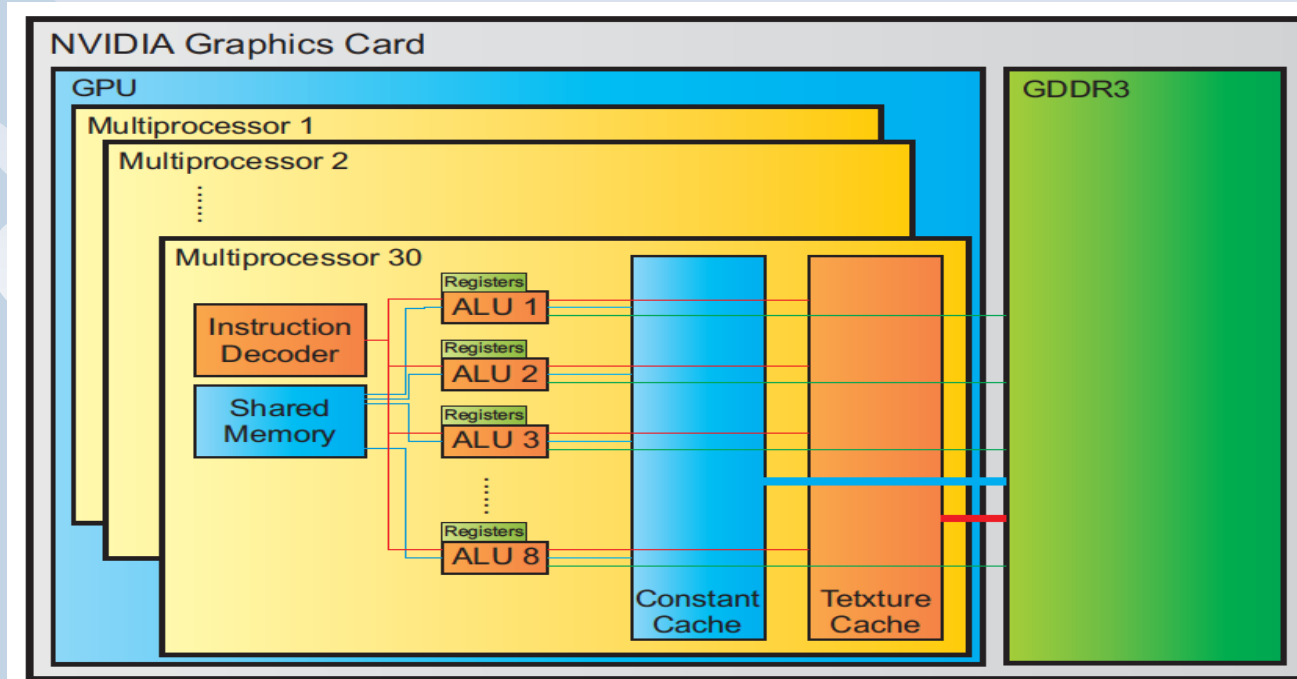 NVIDIA Graphics Card
GPU
GDDR3
Multiprocessor 1
Multiprocessor 2
......
Multiprocessor 30
Instruction
Decoder
Shared
Memory
Registers
ALU 1
Registers
ALU 2
Registers
ALU 3
......
Registers
ALU 8
Constant
Cache
Tetxture
Cache